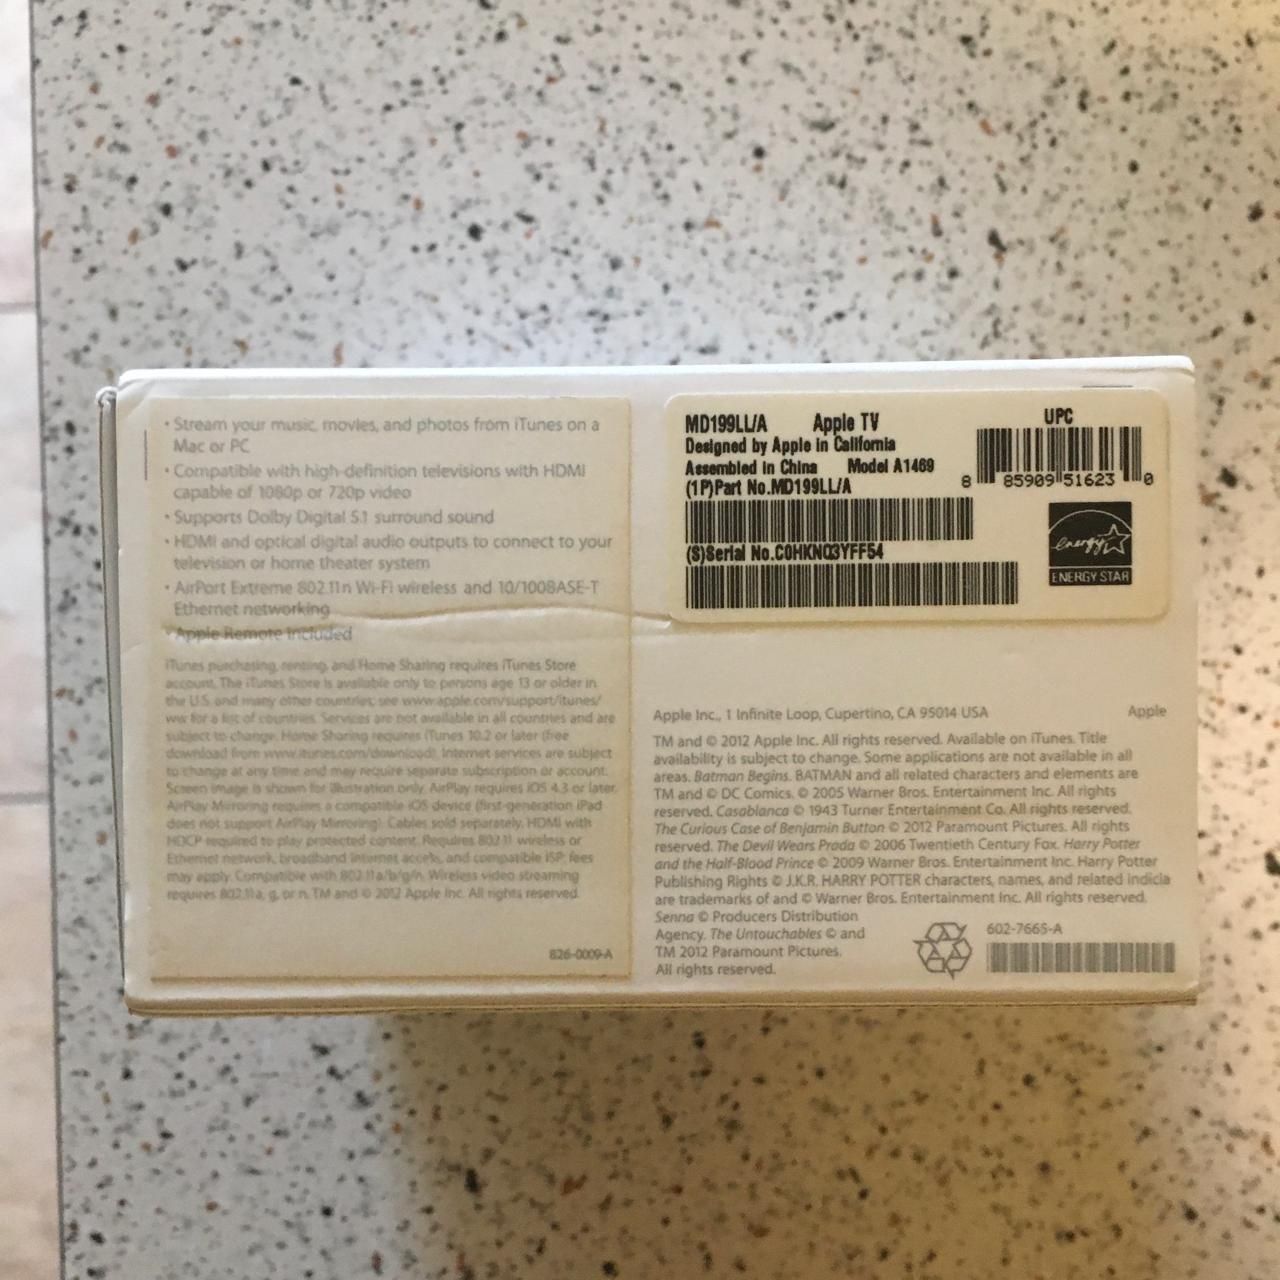 • Stream your music, movies, and photos from iTunes on a
Mac or PC
• Compatible with high-definition televisions with HDMI
capable of 1080p or 720p video
• Supports Dolby Digital 5.1 surround sound
• HDMI and optical digital audio outputs to connect to your
television or home theater system
• AirPort Extreme 802.11n Wi-Fi wireless and 10/100BASE-T
Ethernet networking
• Apple Remote included
iTunes purchasing, renting, and Home Sharing requires iTunes Store
account. The iTunes Store is available only to persons age 13 or older in
the U.S. and many other countries; see www.apple.com/support/itunes/
ww for a list of countries. Services are not available in all countries and are
subject to change. Home Sharing requires iTunes 10.2 or later (free
download from www.itunes.com/download). Internet services are subject
to change at any time and may require separate subscription or account.
Screen image is shown for illustration only. AirPlay requires iOS 4.3 or later.
AirPlay Mirroring requires a compatible iOS device (first-generation iPad
does not support AirPlay Mirroring). Cables sold separately. HDMI with
HDCP required to play protected content. Requires 802.11 wireless or
Ethernet network, broadband Internet access, and compatible ISP; fees
may apply. Compatible with 802.11a/b/g/n. Wireless video streaming
requires 802.11a, g, or n. TM and © 2012 Apple Inc. All rights reserved.
826-0009-A
MD199LL/A Apple TV
Designed by Apple in California
Assembled in China Model A1469
(1P)Part No.MD199LL/A
(S)Serial No.C0HKNQ3YFF54
UPC
8 85909 51623 0
energy
ENERGY STAR
Apple Inc., 1 Infinite Loop, Cupertino, CA 95014 USA Apple
TM and © 2012 Apple Inc. All rights reserved. Available on iTunes. Title
availability is subject to change. Some applications are not available in all
areas. Batman Begins. BATMAN and all related characters and elements are
TM and © DC Comics. © 2005 Warner Bros. Entertainment Inc. All rights
reserved. Casablanca © 1943 Turner Entertainment Co. All rights reserved.
The Curious Case of Benjamin Button © 2012 Paramount Pictures. All rights
reserved. The Devil Wears Prada © 2006 Twentieth Century Fox. Harry Potter
and the Half-Blood Prince © 2009 Warner Bros. Entertainment Inc. Harry Potter
Publishing Rights © J.K.R. HARRY POTTER characters, names, and related indicia
are trademarks of and © Warner Bros. Entertainment Inc. All rights reserved.
Senna © Producers Distribution
Agency. The Untouchables © and
TM 2012 Paramount Pictures.
All rights reserved.
602-7665-A